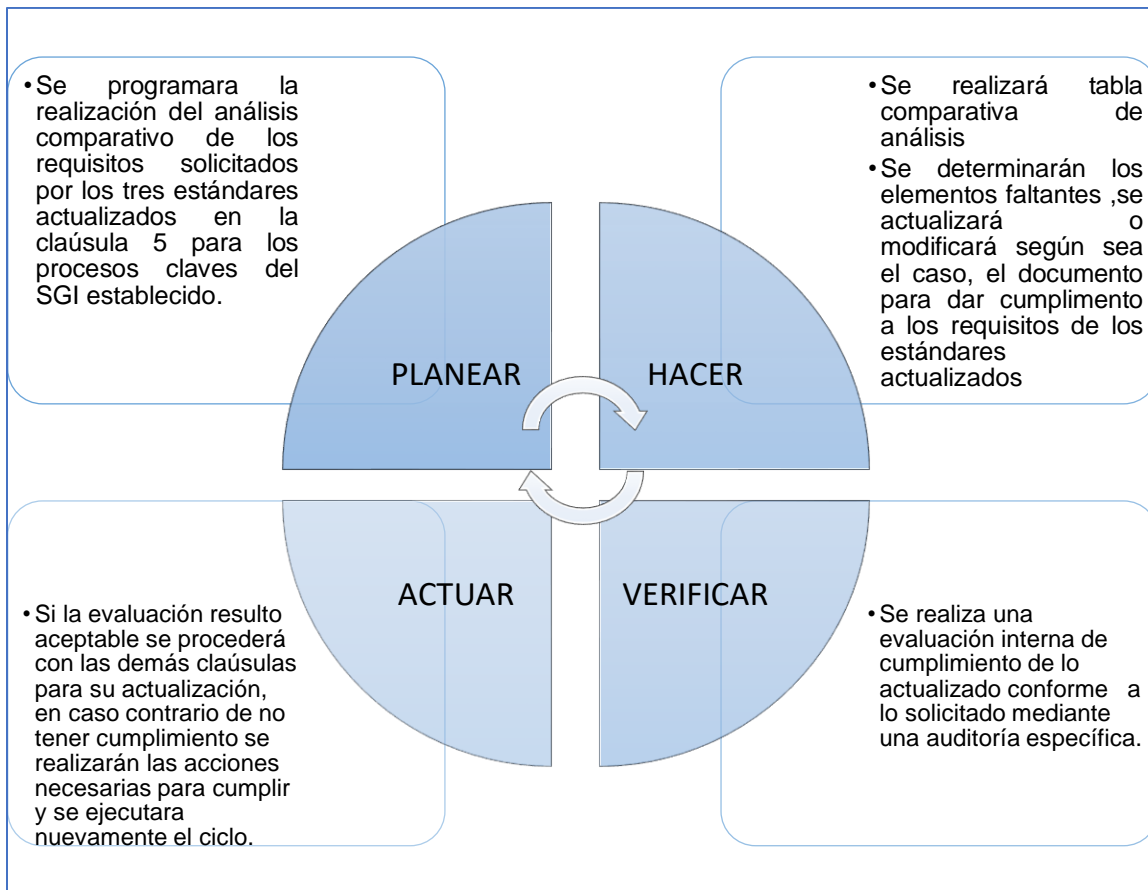 •Se programara la
realización del análisis
comparativo de los
requisitos solicitados
por los tres estándares
actualizados en la
claúsula 5 para los
procesos claves del
SGI establecido.
PLANEAR
•Se realizará tabla
comparativa de
análisis
•Se determinarán los
elementos faltantes ,se
actualizará o
modificará según sea
el caso, el documento
para dar cumplimento
a los requisitos de los
estándares
actualizados
HACER
ACTUAR
•Si la evaluación resulto
aceptable se procederá
con las demás claúsulas
para su actualización,
en caso contrario de no
tener cumplimiento se
realizarán las acciones
necesarias para cumplir
y se ejecutara
nuevamente el ciclo.
VERIFICAR
•Se realiza una
evaluación interna de
cumplimiento de lo
actualizado conforme a
lo solicitado mediante
una auditoría específica.